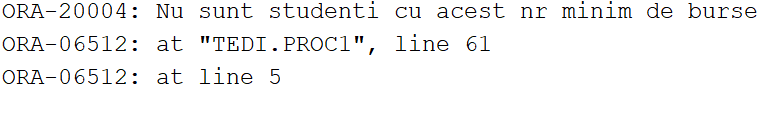 ORA-20004: Nu sunt studenti cu acest nr minim de burse
ORA-06512: at "TEDI.PROC1", line 61
ORA-06512: at line 5